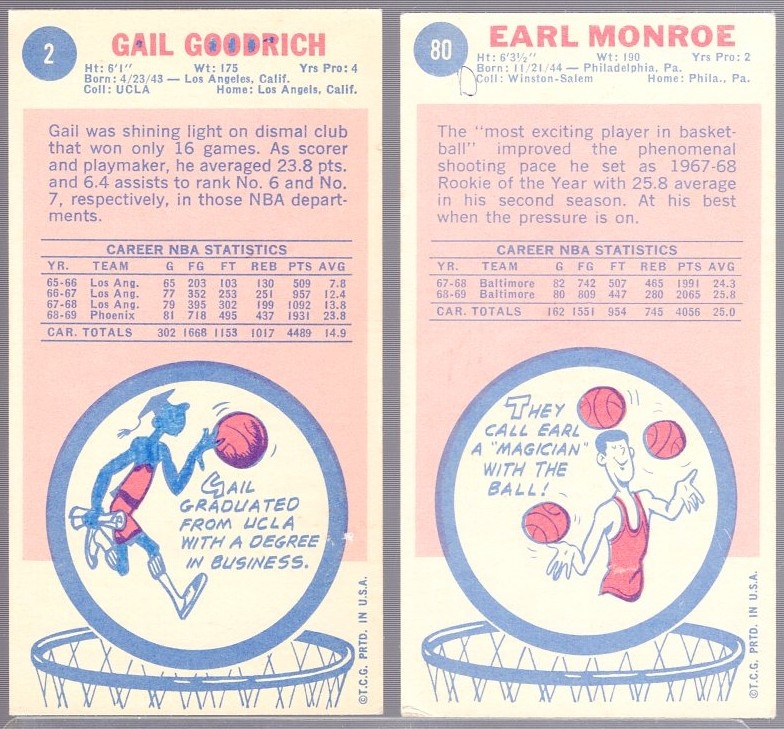 2
GAIL GOODRICH
Ht: 6'1" Wt: 175 Yrs Pro: 4
Born: 4/23/43 — Los Angeles, Calif.
Coll: UCLA Home: Los Angels, Calif.
Gail was shining light on dismal club
that won only 16 games. As scorer
and playmaker, he averaged 23.8 pts.
and 6.4 assists to rank No. 6 and No.
7, respectively, in those NBA depart-
ments.
CAREER NBA STATISTICS
YR. TEAM G FG FT REB PTS AVG
65-66 Los Ang. 65 203 103 130 509 7.8
66-67 Los Ang. 77 352 253 251 957 12.4
67-68 Los Ang. 79 395 302 199 1092 13.8
68-69 Phoenix 81 718 495 437 1931 23.8
CAR. TOTALS 302 1668 1153 1017 4489 14.9
GAIL
GRADUATED
FROM UCLA
WITH A DEGREE
IN BUSINESS.
©T.C.G. PRTD. IN U.S.A.
80
EARL MONROE
Ht: 6'3½" Wt: 190 Yrs Pro: 2
Born: 11/21/44 — Philadelphia, Pa.
Coll: Winston-Salem Home: Phila., Pa.
The "most exciting player in basket-
ball" improved the phenomenal
shooting pace he set as 1967-68
Rookie of the Year with 25.8 average
in his second season. At his best
when the pressure is on.
CAREER NBA STATISTICS
YR. TEAM G FG FT REB PTS AVG
67-68 Baltimore 82 742 507 465 1991 24.3
68-69 Baltimore 80 809 447 280 2065 25.8
CAR. TOTALS 162 1551 954 745 4056 25.0
THEY
CALL EARL
A "MAGICIAN"
WITH THE
BALL!
©T.C.G. PRTD. IN U.S.A.